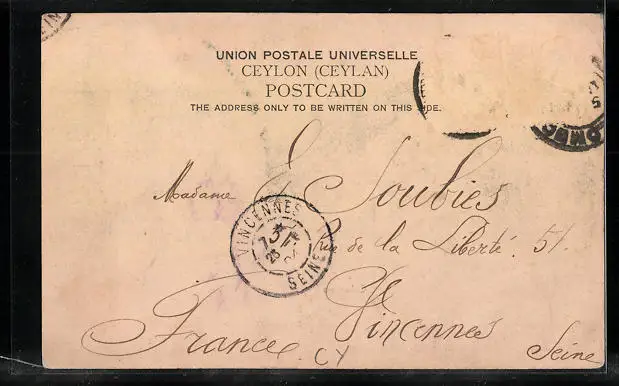 UNION POSTALE UNIVERSELLE
CEYLON (CEYLAN)
POSTCARD
THE ADDRESS ONLY TO BE WRITTEN ON THIS SIDE.
Madame E Soubies
Rue de la Liberté. 51.
Vincennes
France
Seine
CY
VINCENNES
SEINE